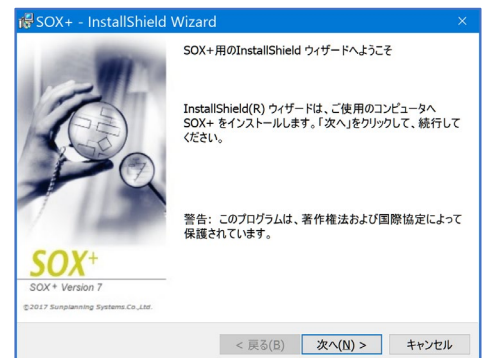 SOX+ - InstallShield Wizard
SOX+用のInstallShield ウィザードへようこそ
InstallShield(R) ウィザードは、ご使用のコンピュータへ
SOX+ をインストールします。「次へ」をクリックして、続行して
ください。
警告: このプログラムは、著作権法および国際協定によって
保護されています。
SOX+
SOX+ Version 7
©2017 Sunplanning Systems.Co.,Ltd.
< 戻る(B)
次へ(N) >
キャンセル